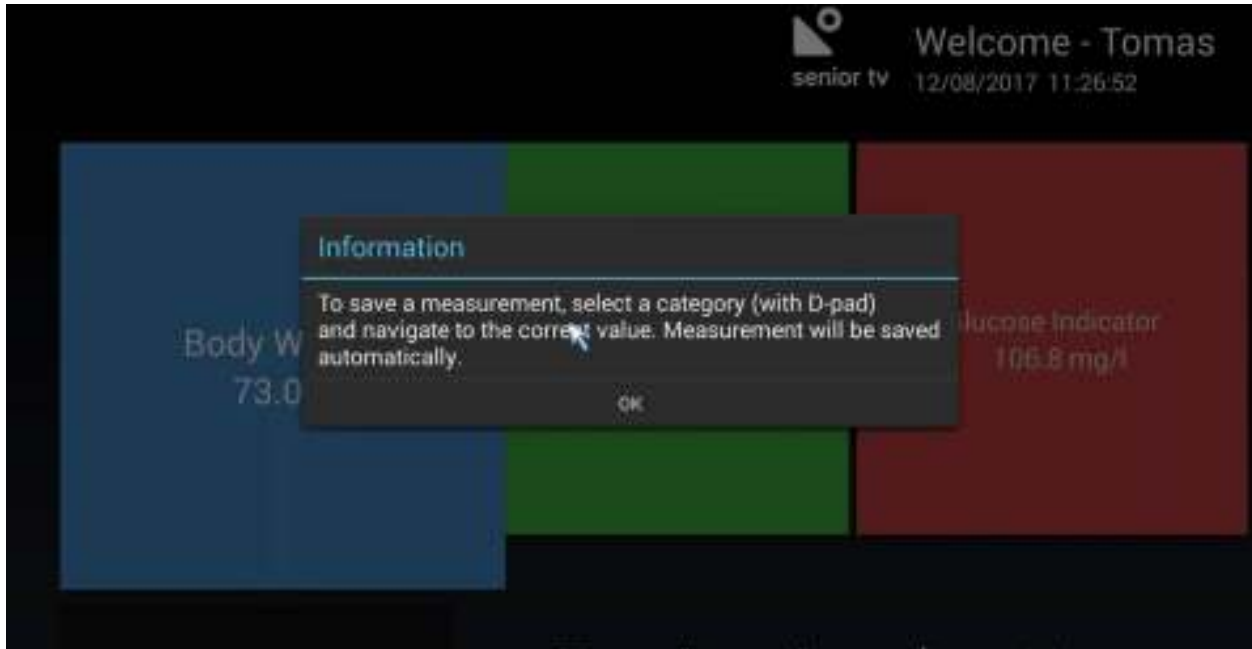 Welcome - Tomas
senior tv
12/08/2017 11:26:52
Information
To save a measurement, select a category (with D-pad)
and navigate to the correct value. Measurement will be saved
automatically.
OK
Body W
73.0
lucose Indicator
106.8 mg/l